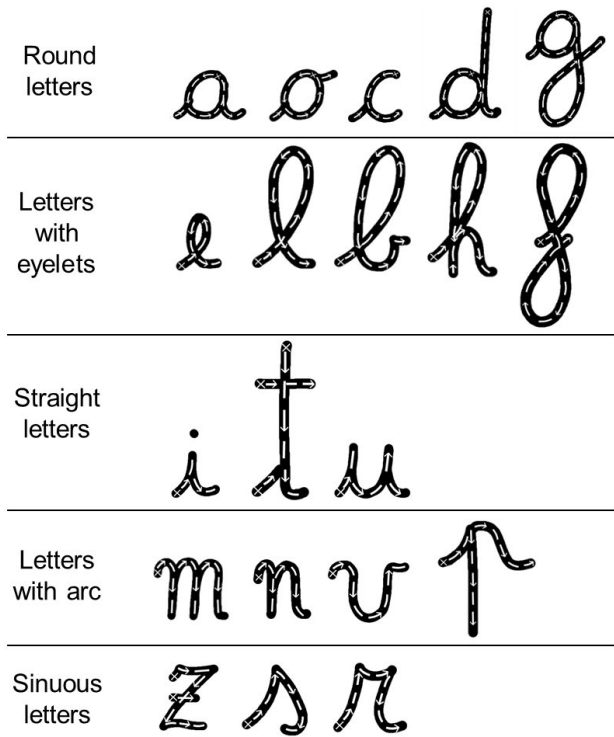 Round
letters
a o c d g
Letters
with
eyelets
e l b h f
Straight
letters
i t u
Letters
with arc
m n v p
Sinuous
letters
z s r